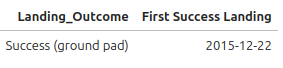 Landing_Outcome First Success Landing
Success (ground pad) 2015-12-22